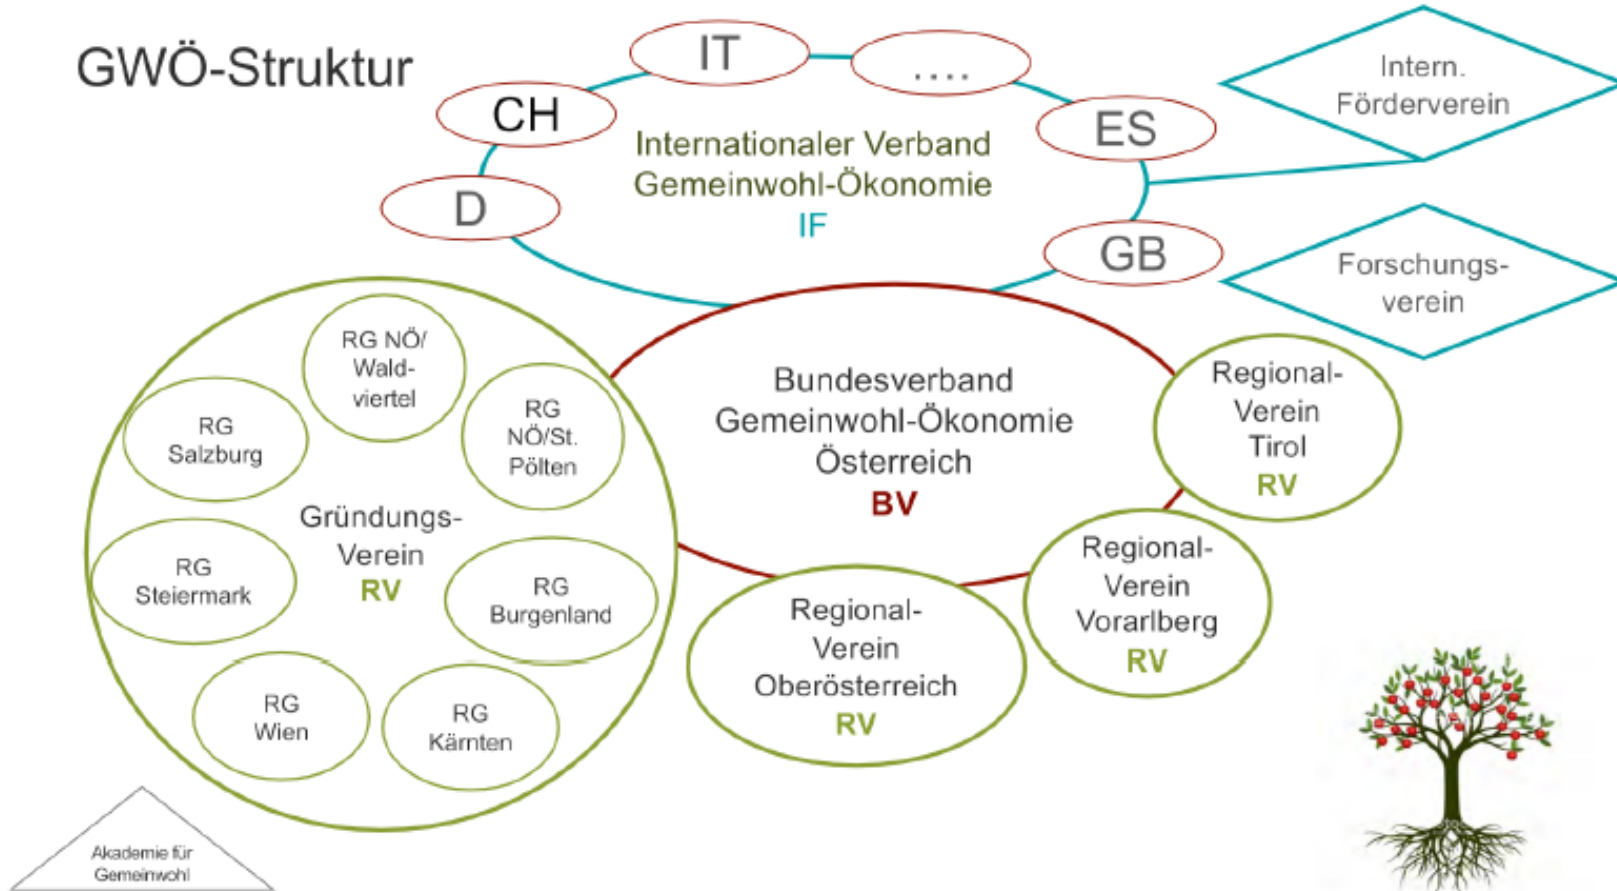 GWÖ-Struktur
IT
....
CH
ES
D
GB
Internationaler Verband
Gemeinwohl-Ökonomie
IF
Intern.
Förderverein
Forschungs-
verein
RG NÖ/
Wald-
viertel
RG
NÖ/St.
Pölten
RG
Salzburg
Gründungs-
Verein
RV
RG
Steiermark
RG
Burgenland
RG
Wien
RG
Kärnten
Bundesverband
Gemeinwohl-Ökonomie
Österreich
BV
Regional-
Verein
Tirol
RV
Regional-
Verein
Vorarlberg
RV
Regional-
Verein
Oberösterreich
RV
Akademie für
Gemeinwohl